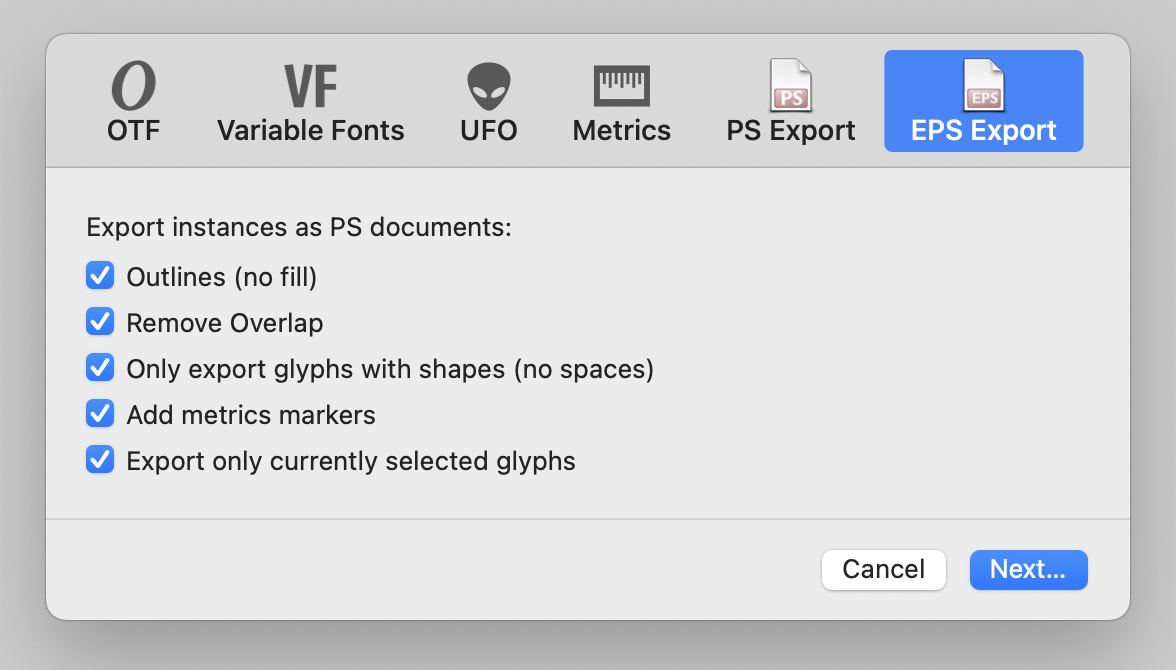 O VF PS EPS
OTF Variable Fonts UFO Metrics PS Export EPS Export
Export instances as PS documents:
Outlines (no fill)
Remove Overlap
Only export glyphs with shapes (no spaces)
Add metrics markers
Export only currently selected glyphs
Cancel Next...